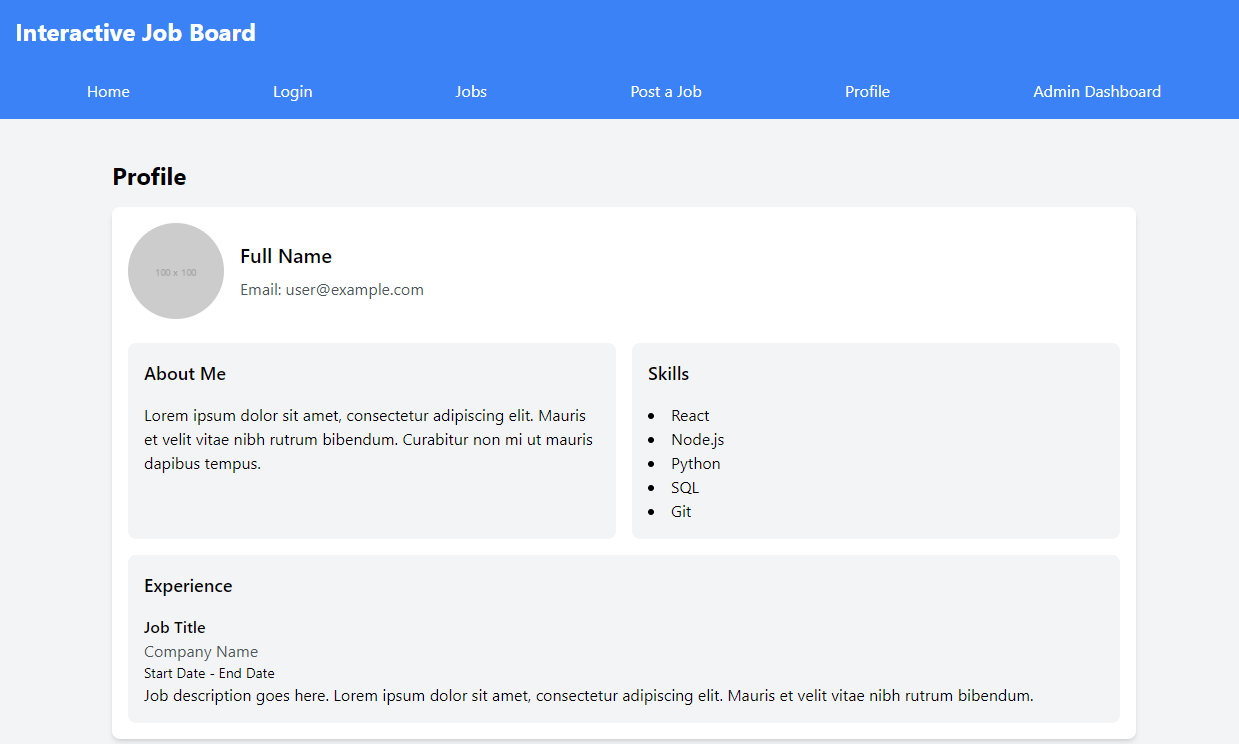 Interactive Job Board
Home Login Jobs Post a Job Profile Admin Dashboard
Profile
100 x 100
Full Name
Email: user@example.com
About Me
Lorem ipsum dolor sit amet, consectetur adipiscing elit. Mauris
et velit vitae nibh rutrum bibendum. Curabitur non mi ut mauris
dapibus tempus.
Skills
• React
• Node.js
• Python
• SQL
• Git
Experience
Job Title
Company Name
Start Date - End Date
Job description goes here. Lorem ipsum dolor sit amet, consectetur adipiscing elit. Mauris et velit vitae nibh rutrum bibendum.